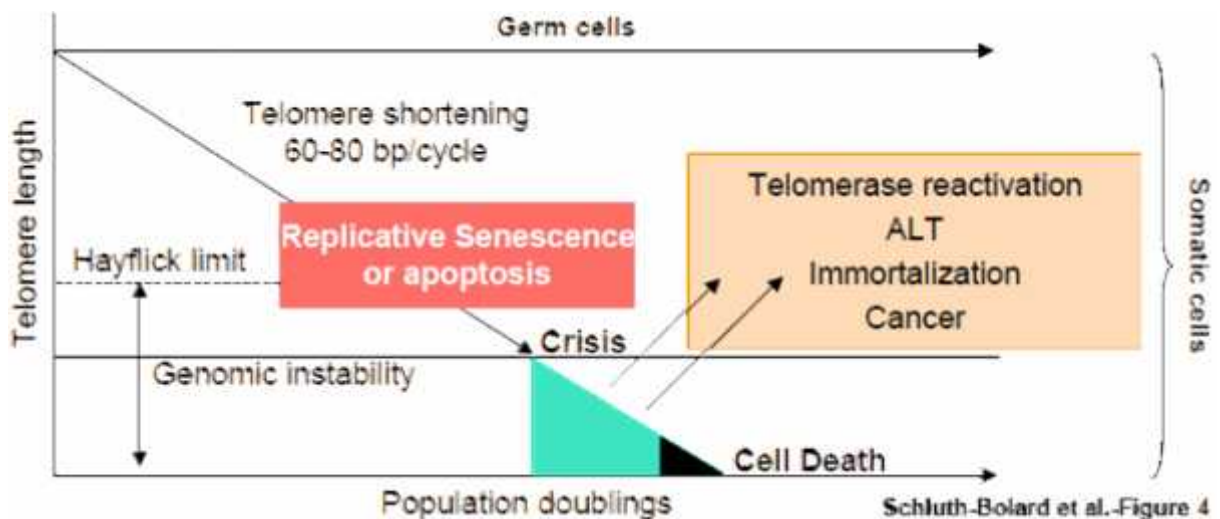 Germ cells
Telomere shortening
60-80 bp/cycle
Telomere length
Replicative Senescence
or apoptosis
Hayflick limit
Telomerase reactivation
ALT
Immortalization
Cancer
Somatic cells
Crisis
Genomic instability
Cell Death
Population doublings
Schluth-Bolard et al.-Figure 4